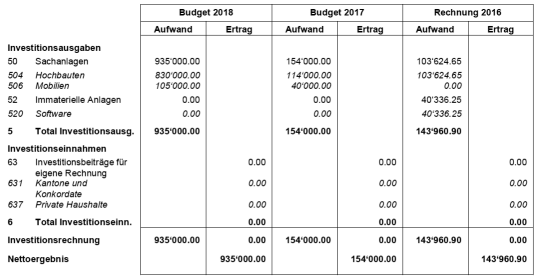 Budget 2018 Budget 2017 Rechnung 2016
Aufwand Ertrag Aufwand Ertrag Aufwand Ertrag
Investitionsausgaben
50 Sachanlagen 935'000.00 154'000.00 103'624.65
504 Hochbauten 830'000.00 114'000.00 103'624.65
506 Mobilien 105'000.00 40'000.00 0.00
52 Immaterielle Anlagen 0.00 0.00 40'336.25
520 Software 0.00 0.00 40'336.25
5 Total Investitionsausg. 935'000.00 154'000.00 143'960.90
Investitionseinnahmen
63 Investitionsbeiträge für 0.00 0.00 0.00
eigene Rechnung
631 Kantone und 0.00 0.00 0.00
Konkordate
637 Private Haushalte 0.00 0.00 0.00
6 Total Investitionseinn. 0.00 0.00 0.00
Investitionsrechnung 935'000.00 0.00 154'000.00 0.00 143'960.90 0.00
Nettoergebnis 935'000.00 154'000.00 143'960.90